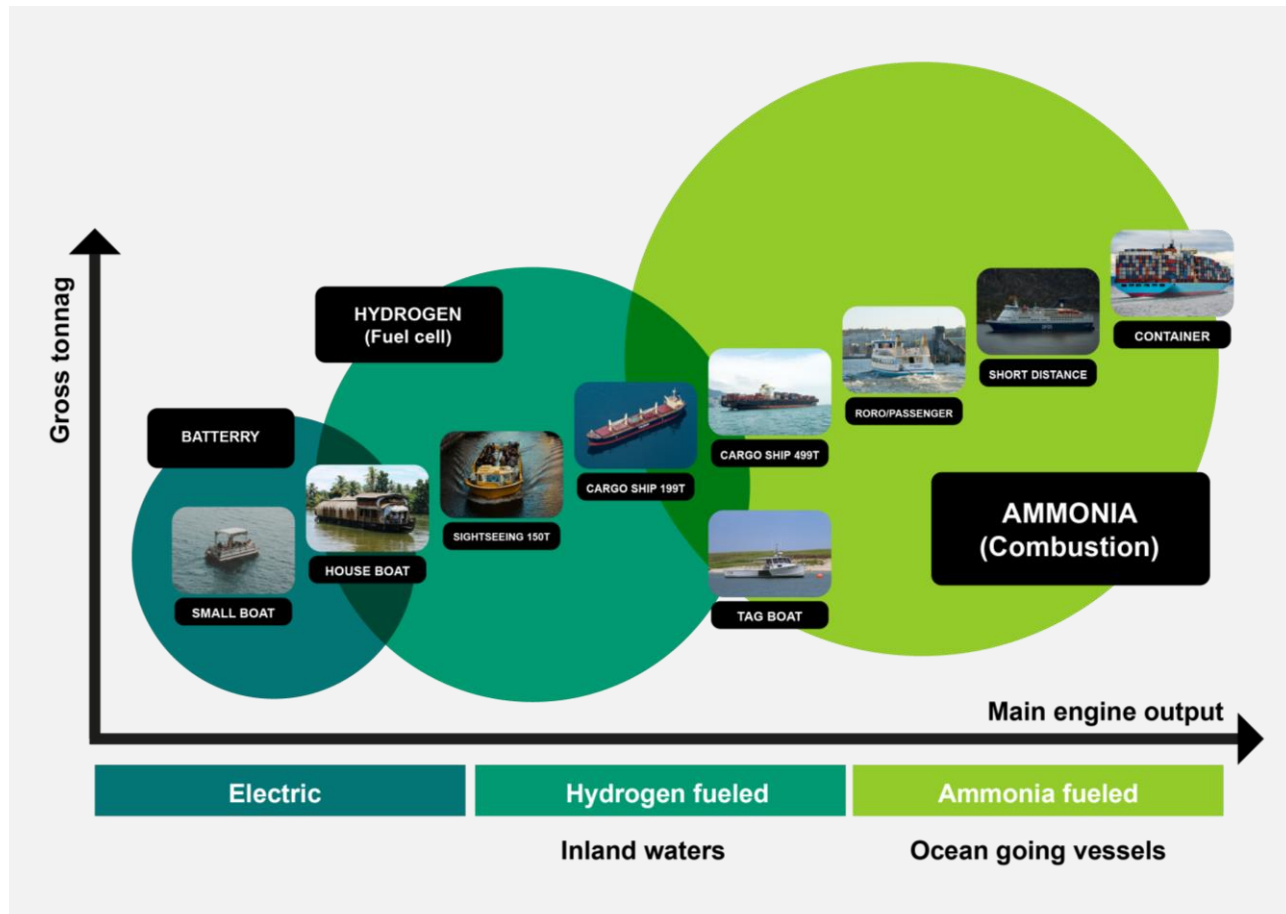 Gross tonnag
HYDROGEN
(Fuel cell)
BATTERRY
SMALL BOAT
HOUSE BOAT
SIGHTSEEING 150T
CARGO SHIP 199T
CARGO SHIP 499T
TAG BOAT
RORO/PASSENGER
SHORT DISTANCE
CONTAINER
AMMONIA
(Combustion)
Main engine output
Electric
Hydrogen fueled
Ammonia fueled
Inland waters
Ocean going vessels